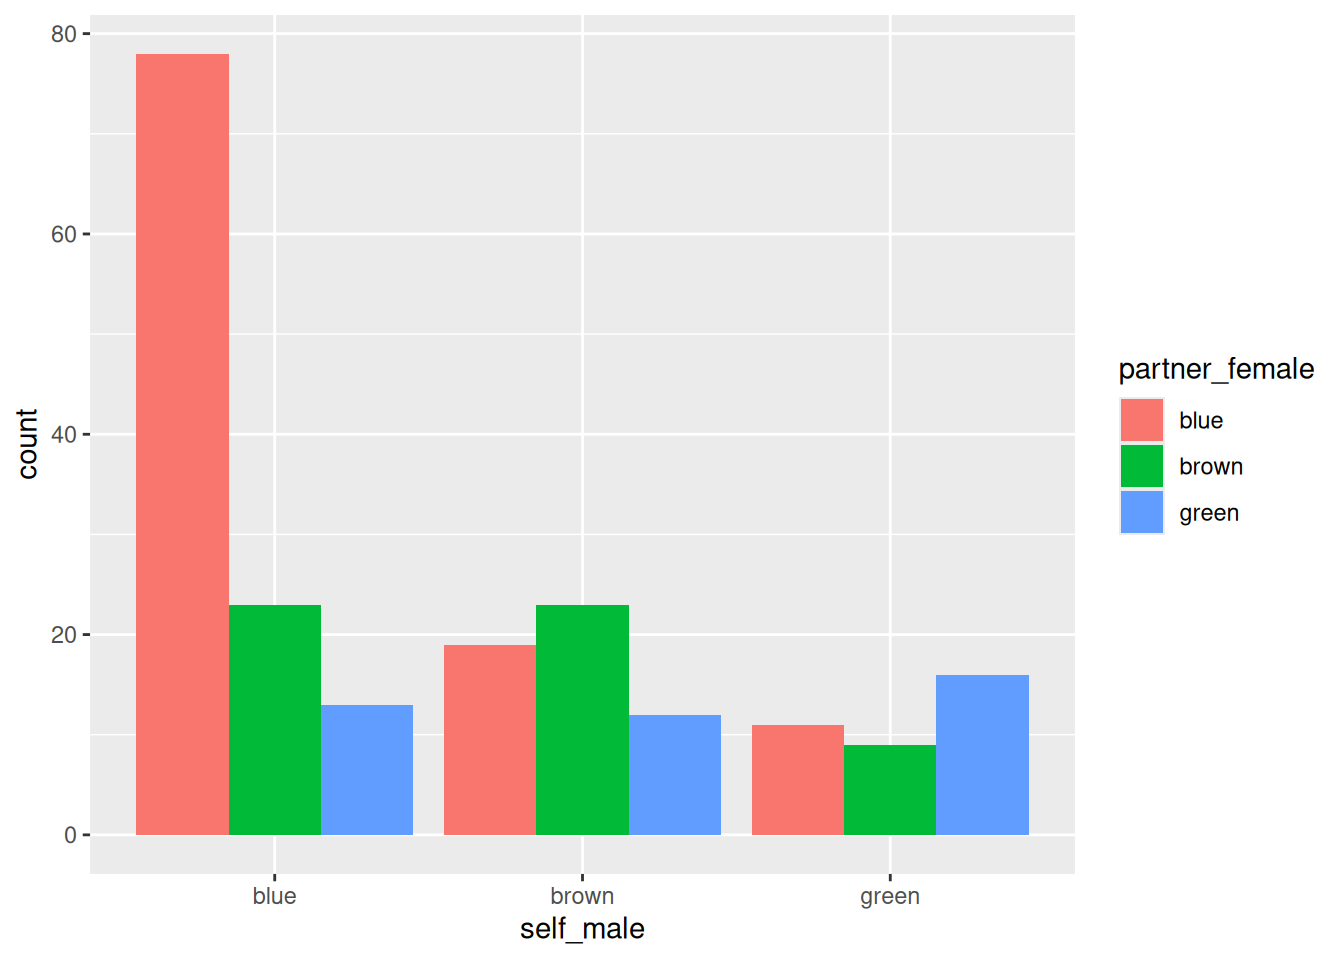 80
60
40
20
0
count
blue
brown
green
self_male
partner_female
blue
brown
green